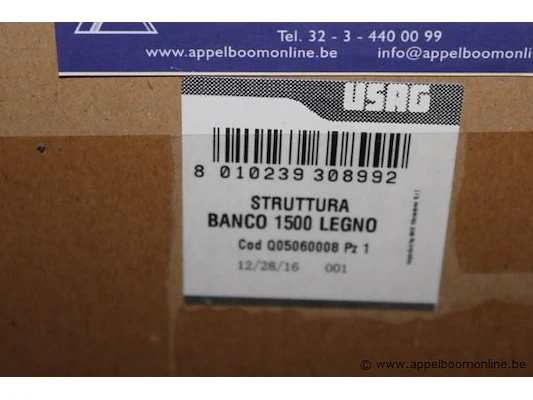 Tel. 32 - 3 - 440 00 99
www.appelboomonline.be info@appelboomonlin
USAG
8 010239 308992
STRUTTURA
BANCO 1500 LEGNO
Cod Q05060008 Pz 1
12/28/16 001
© www.appelboomonline.be